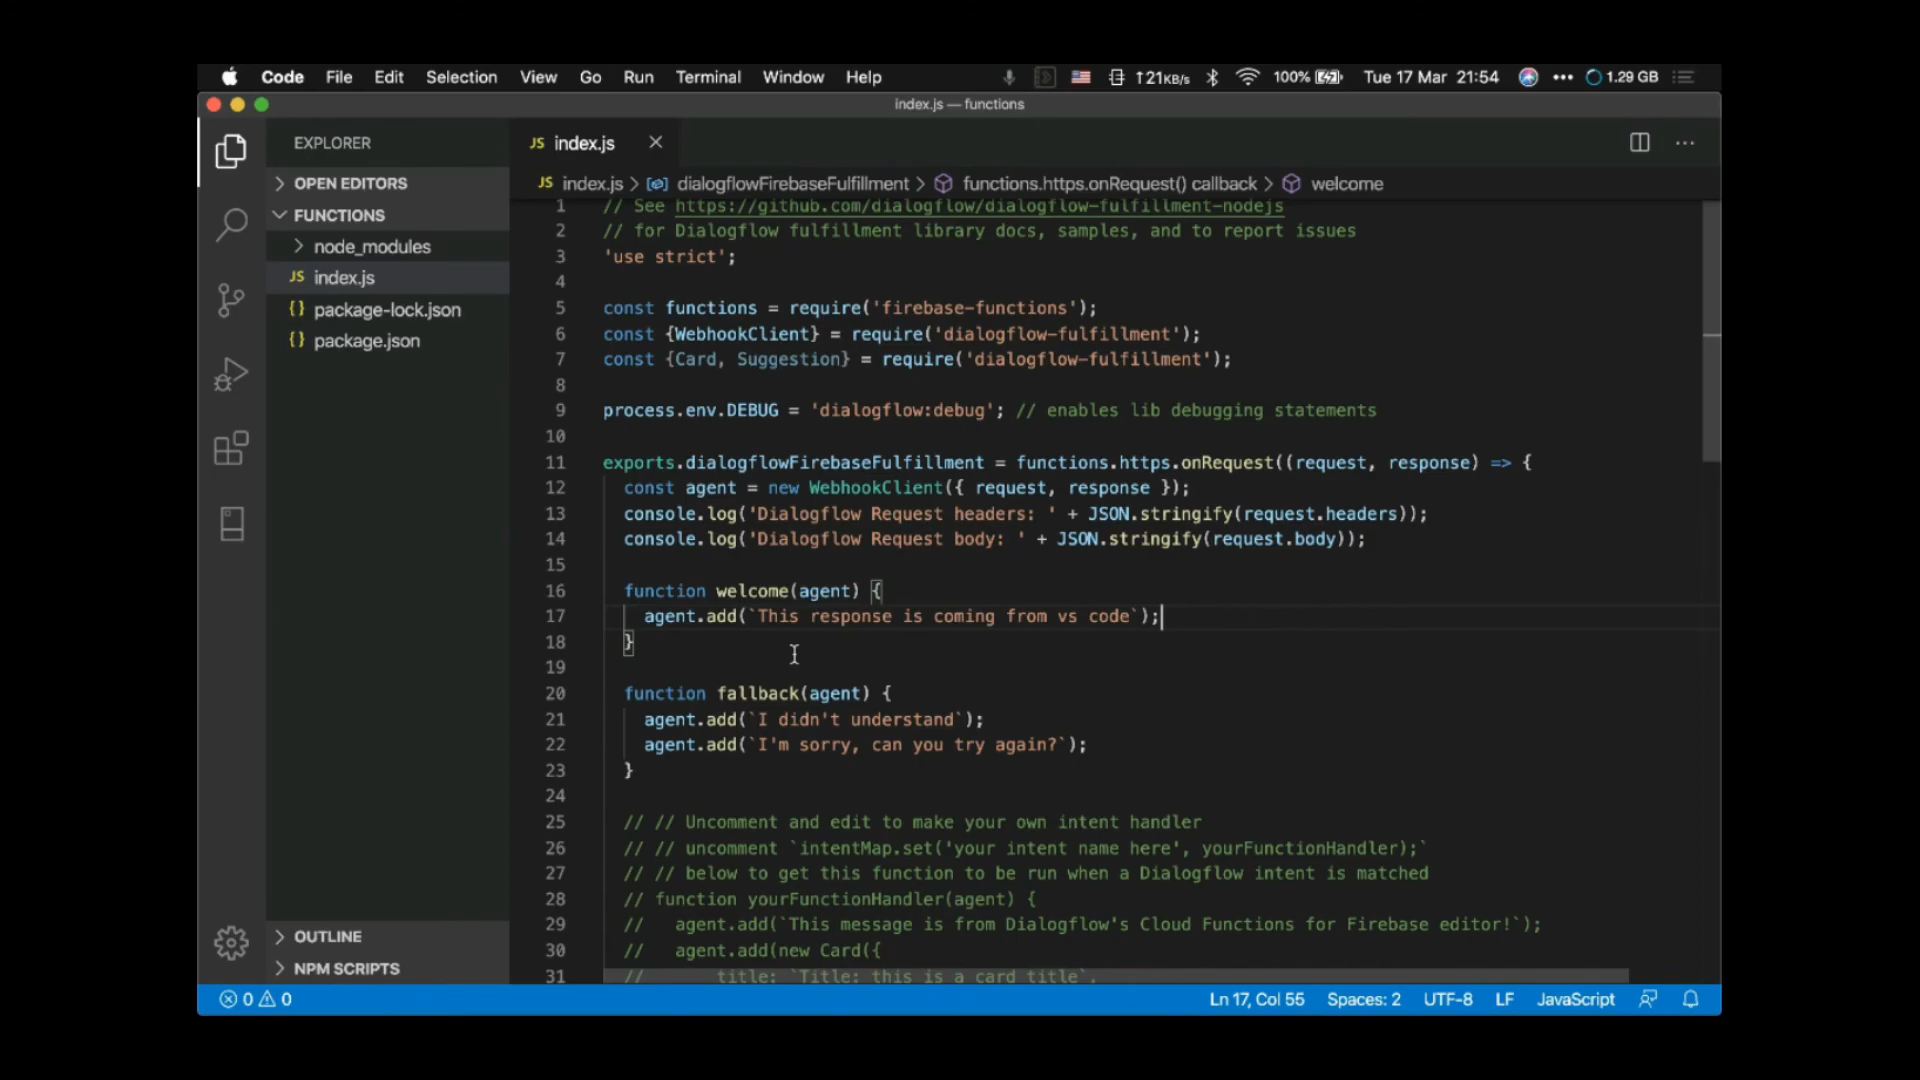 Code File Edit Selection View Go Run Terminal Window Help ↑21KB/s 100% Tue 17 Mar 21:54 ••• 1.29 GB
index.js — functions
EXPLORER
JS index.js
OPEN EDITORS
JS index.js > dialogflowFirebaseFulfillment > functions.https.onRequest() callback > welcome
FUNCTIONS
node_modules
JS index.js
{} package-lock.json
{} package.json
OUTLINE
NPM SCRIPTS
1 // See https://github.com/dialogflow/dialogflow-fulfillment-nodejs
2 // for Dialogflow fulfillment library docs, samples, and to report issues
3 'use strict';
4
5 const functions = require('firebase-functions');
6 const {WebhookClient} = require('dialogflow-fulfillment');
7 const {Card, Suggestion} = require('dialogflow-fulfillment');
8
9 process.env.DEBUG = 'dialogflow:debug'; // enables lib debugging statements
10
11 exports.dialogflowFirebaseFulfillment = functions.https.onRequest((request, response) => {
12 const agent = new WebhookClient({ request, response });
13 console.log('Dialogflow Request headers: ' + JSON.stringify(request.headers));
14 console.log('Dialogflow Request body: ' + JSON.stringify(request.body));
15
16 function welcome(agent) {
17 agent.add(`This response is coming from vs code`);
18 }
19
20 function fallback(agent) {
21 agent.add(`I didn't understand`);
22 agent.add(`I'm sorry, can you try again?`);
23 }
24
25 // // Uncomment and edit to make your own intent handler
26 // // uncomment `intentMap.set('your intent name here', yourFunctionHandler);`
27 // // below to get this function to be run when a Dialogflow intent is matched
28 // function yourFunctionHandler(agent) {
29 // agent.add(`This message is from Dialogflow's Cloud Functions for Firebase editor!`);
30 // agent.add(new Card({
31 // title: `Title: this is a card title`,
0 0 Ln 17, Col 55 Spaces: 2 UTF-8 LF JavaScript